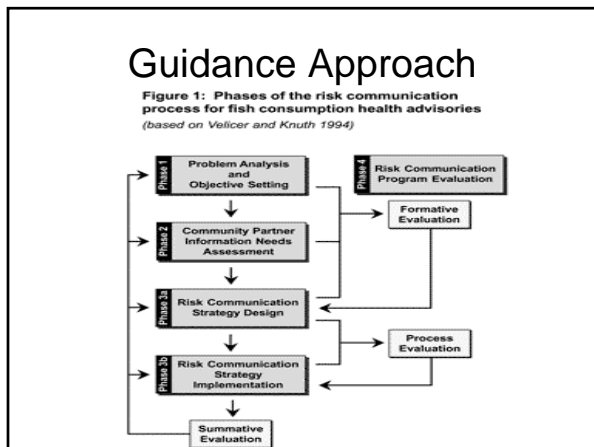 Guidance Approach
Figure 1: Phases of the risk communication
process for fish consumption health advisories
(based on Velicer and Knuth 1994)
Phase 1
Problem Analysis
and
Objective Setting
Phase 4
Risk Communication
Program Evaluation
Formative
Evaluation
Phase 2
Community Partner
Information Needs
Assessment
Phase 3a
Risk Communication
Strategy Design
Process
Evaluation
Phase 3b
Risk Communication
Strategy
Implementation
Summative
Evaluation